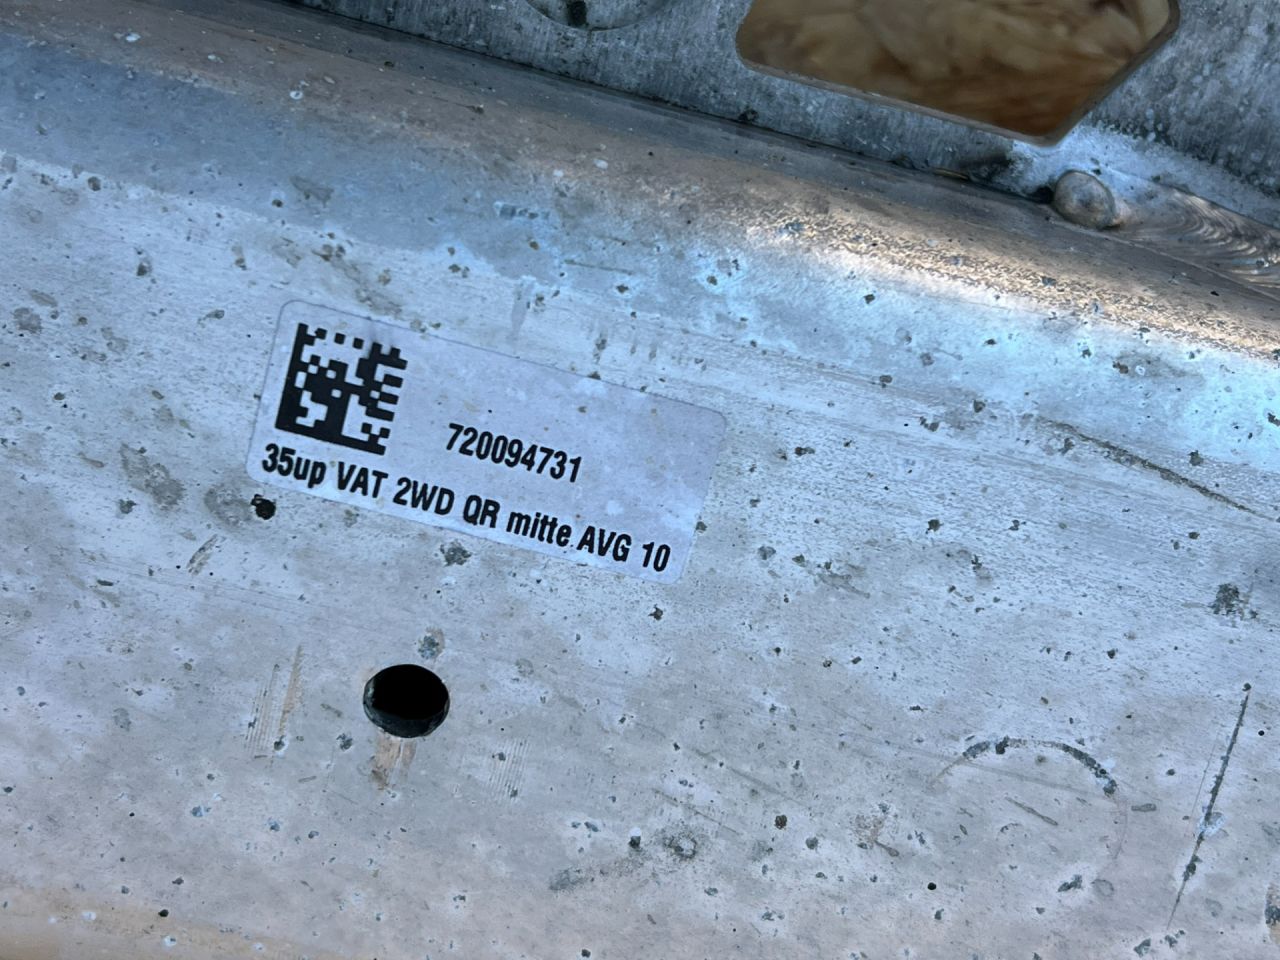 720094731
35up VAT 2WD QR mitte AVG 10